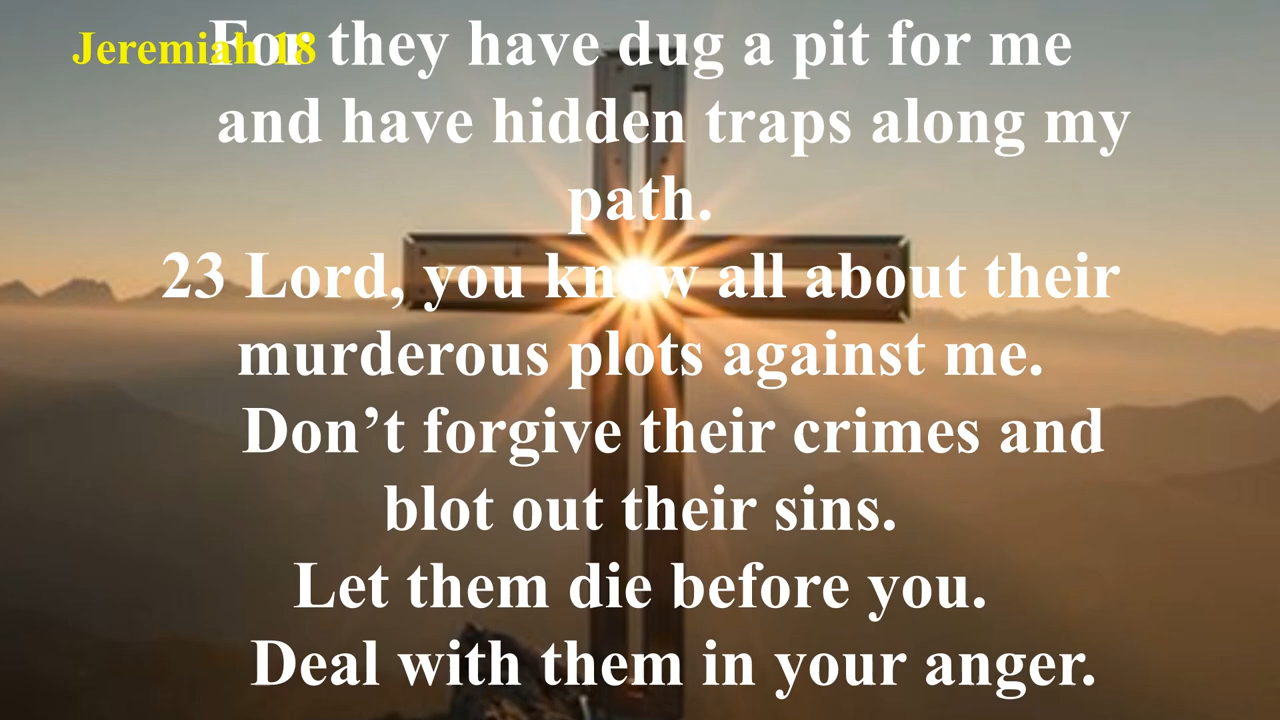 Jeremiah 18
For they have dug a pit for me
and have hidden traps along my
path.
23 Lord, you know all about their
murderous plots against me.
Don’t forgive their crimes and
blot out their sins.
Let them die before you.
Deal with them in your anger.